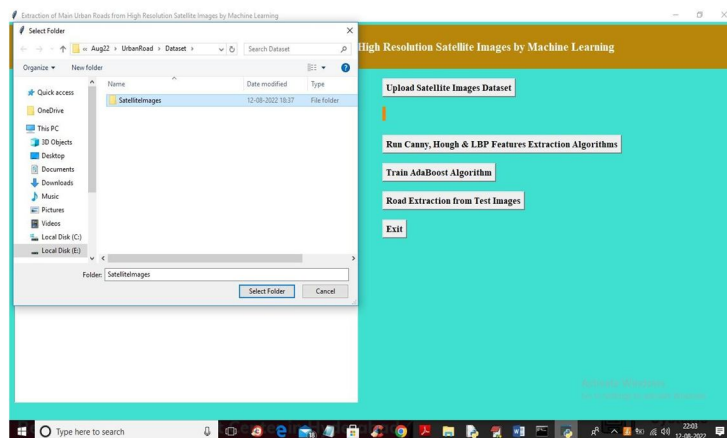 Extraction of Main Urban Roads from High Resolution Satellite Images by Machine Learning
Select Folder
« Aug22 › UrbanRoad › Dataset ›
Search Dataset
High Resolution Satellite Images by Machine Learning
Organize
New folder
Name
Date modified
Type
Quick access
SatelliteImages
12-08-2022 18:37
File folder
Upload Satellite Images Dataset
OneDrive
This PC
3D Objects
Desktop
Documents
Downloads
Music
Pictures
Videos
Local Disk (C:)
Local Disk (E:)
Run Canny, Hough & LBP Features Extraction Algorithms
Train AdaBoost Algorithm
Road Extraction from Test Images
Exit
Folder:
SatelliteImages
Select Folder
Cancel
Type here to search
22:03
12-08-2022